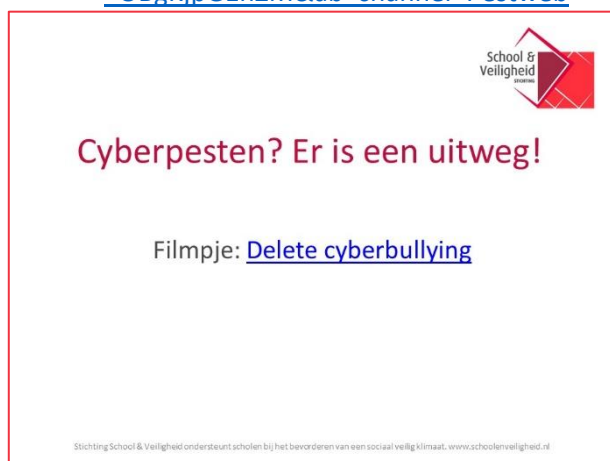 School &
Veiligheid
STICHTING
Cyberpesten? Er is een uitweg!
Filmpje: Delete cyberbullying
Stichting School & Veiligheid ondersteunt scholen bij het bevorderen van een sociaal veilig klimaat. www.schoolenveiligheid.nl